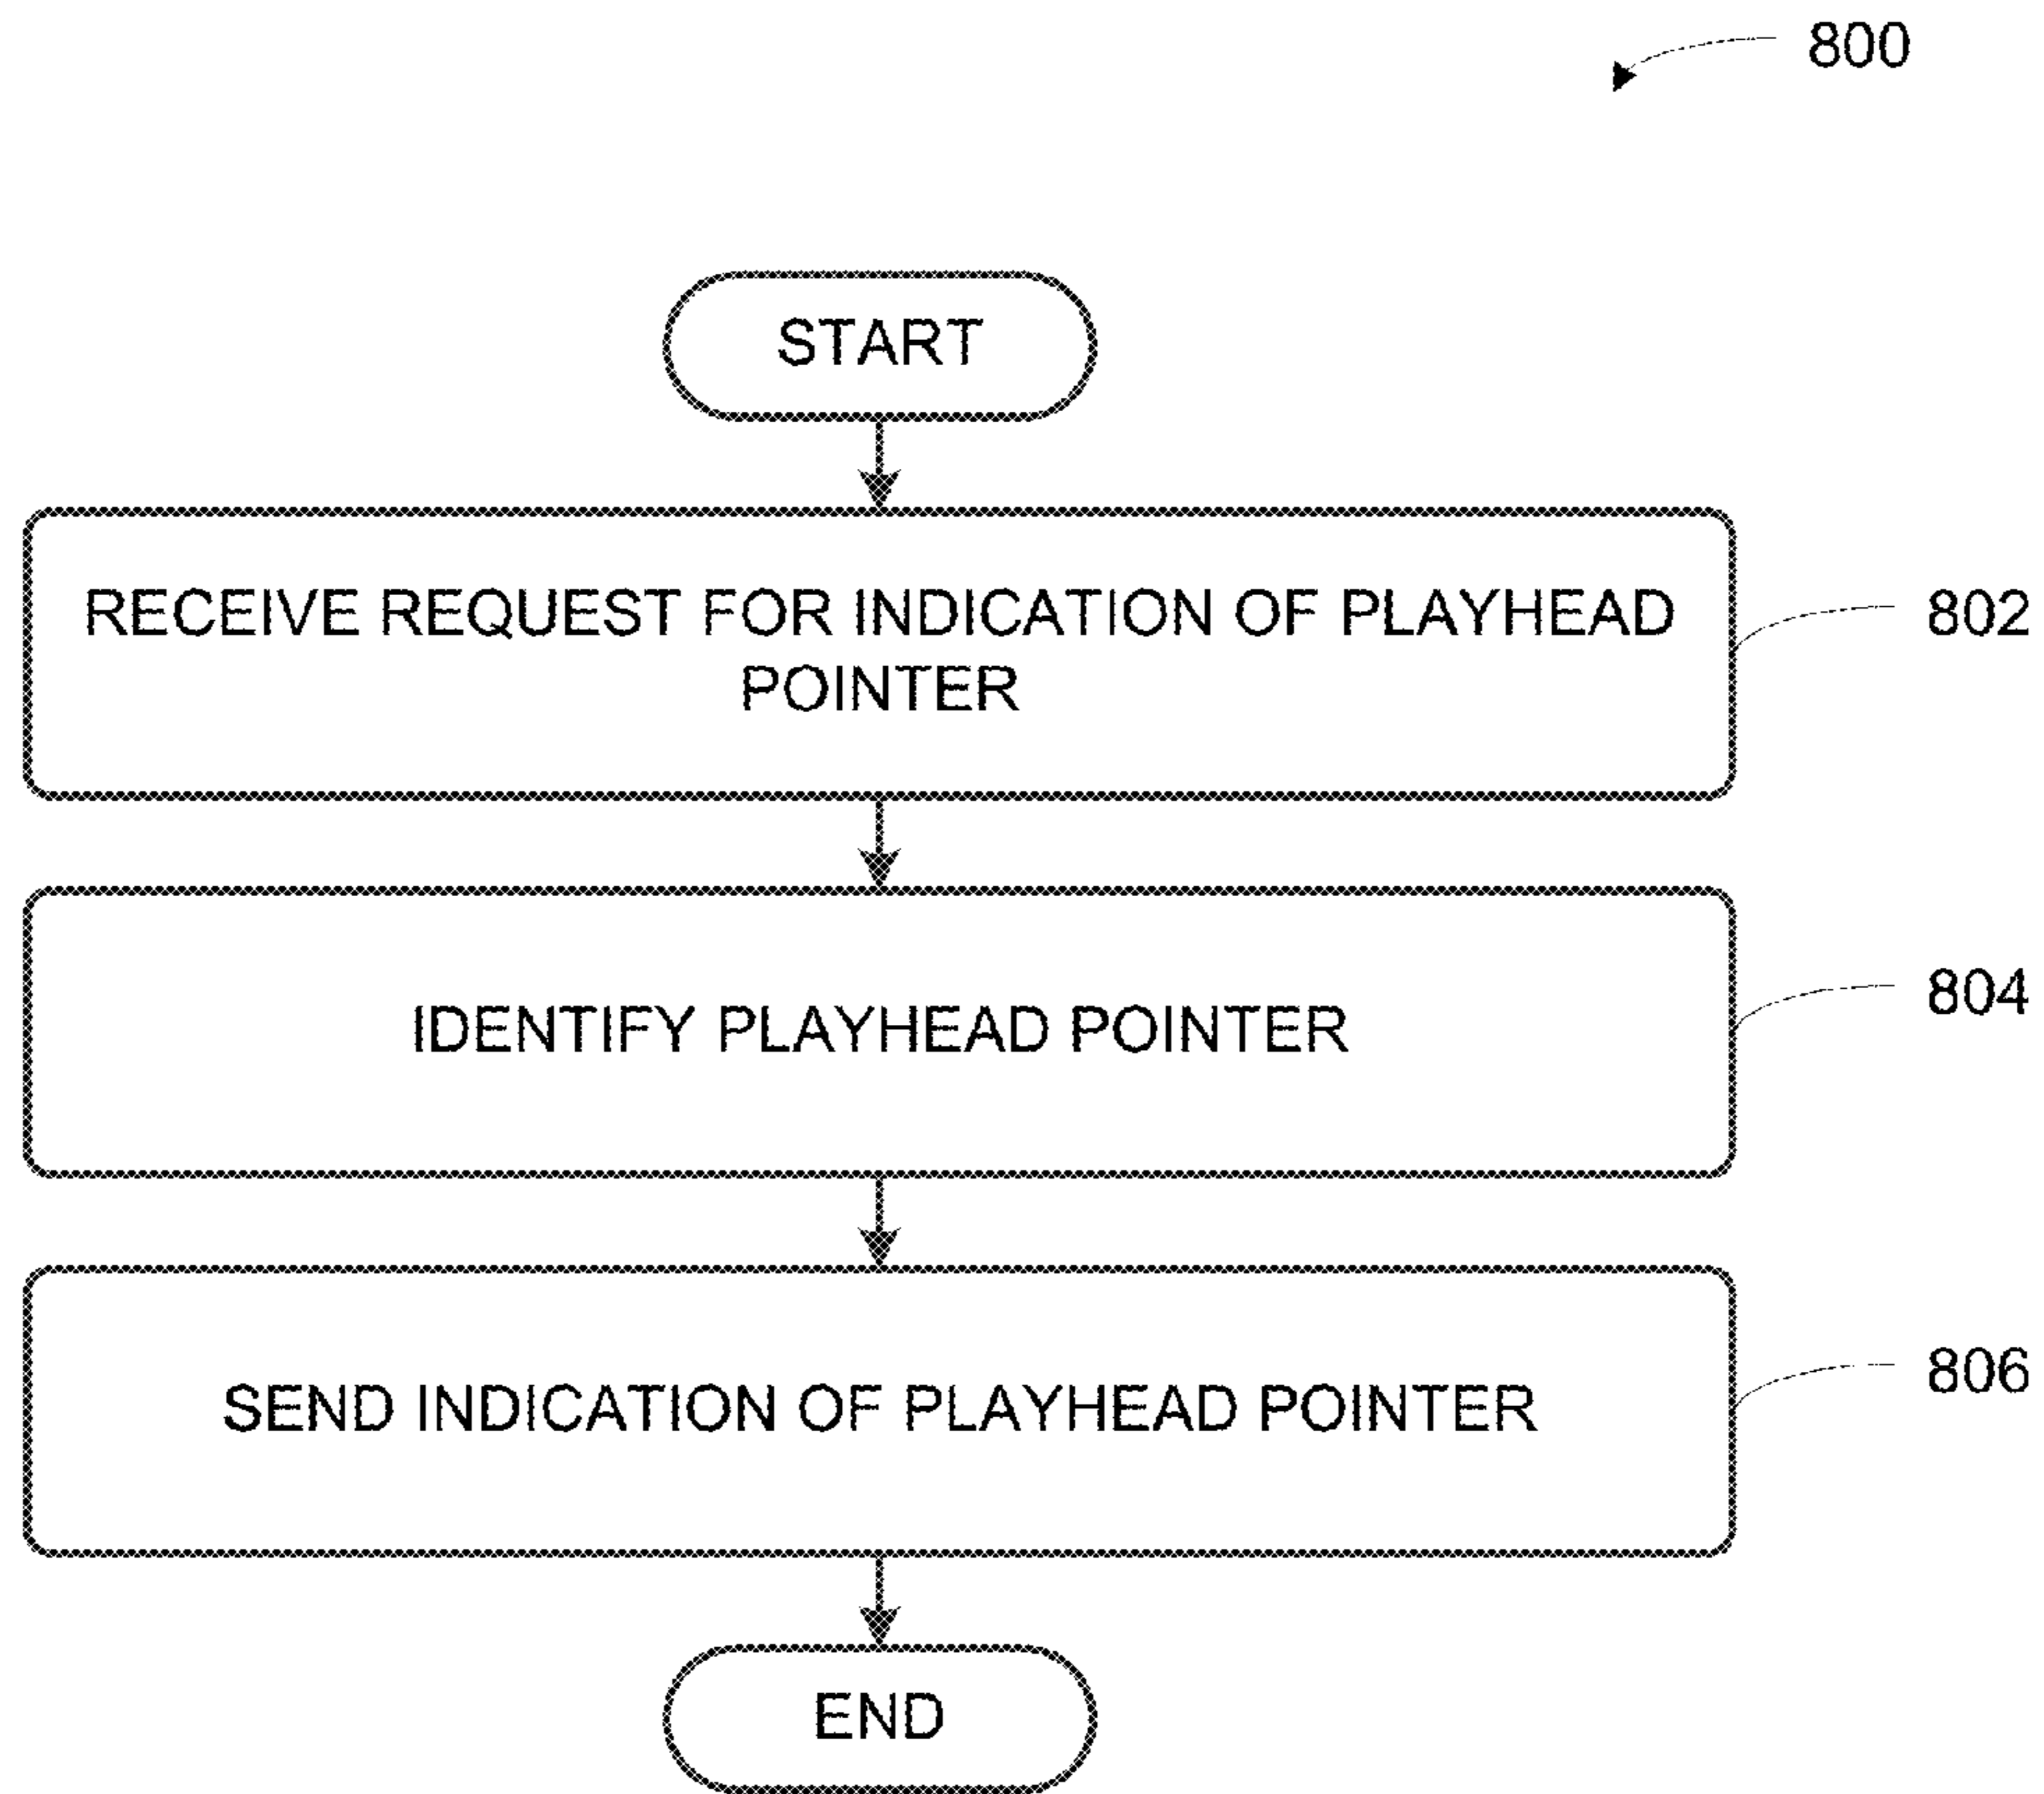 800
START
RECEIVE REQUEST FOR INDICATION OF PLAYHEAD
POINTER
802
IDENTIFY PLAYHEAD POINTER
804
SEND INDICATION OF PLAYHEAD POINTER
806
END